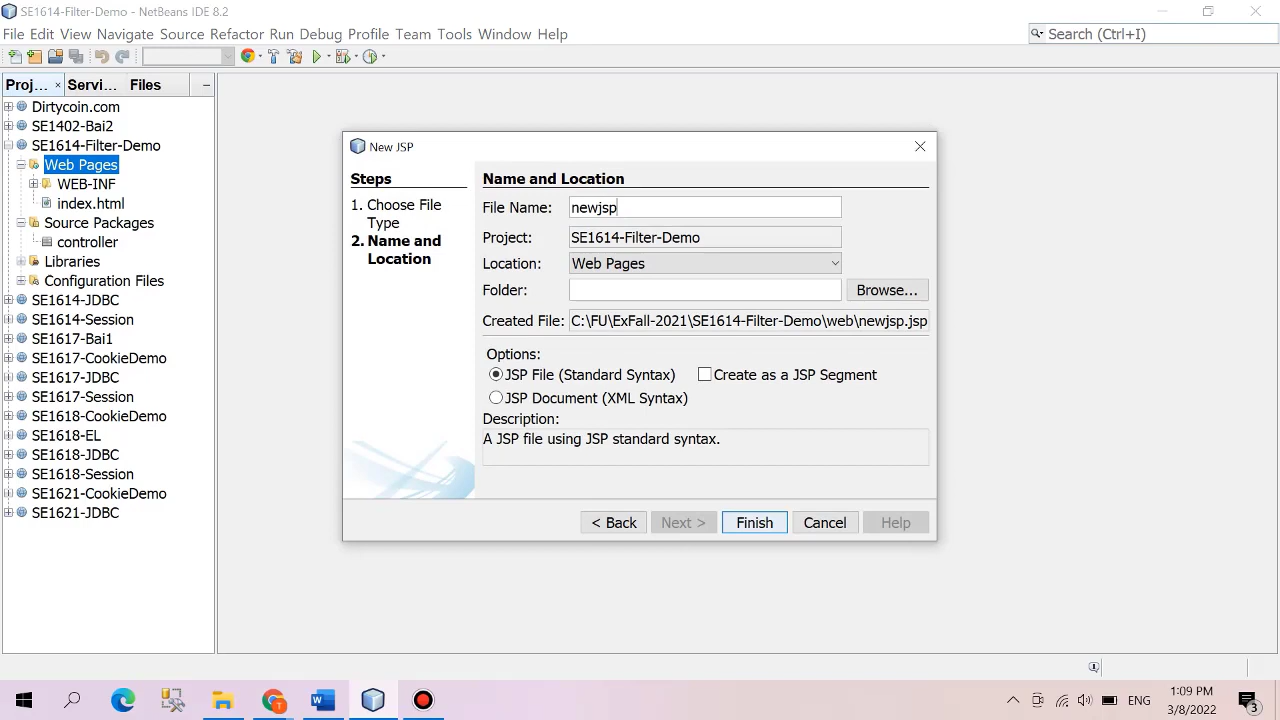 SE1614-Filter-Demo - NetBeans IDE 8.2
File Edit View Navigate Source Refactor Run Debug Profile Team Tools Window Help
Search (Ctrl+I)
Proj... × Servi... Files
Dirtycoin.com
SE1402-Bai2
SE1614-Filter-Demo
Web Pages
WEB-INF
index.html
Source Packages
controller
Libraries
Configuration Files
SE1614-JDBC
SE1614-Session
SE1617-Bai1
SE1617-CookieDemo
SE1617-JDBC
SE1617-Session
SE1618-CookieDemo
SE1618-EL
SE1618-JDBC
SE1618-Session
SE1621-CookieDemo
SE1621-JDBC
New JSP
Steps
1. Choose File
Type
2. Name and
Location
Name and Location
File Name: newjsp
Project: SE1614-Filter-Demo
Location: Web Pages
Folder: Browse...
Created File: C:\FU\ExFall-2021\SE1614-Filter-Demo\web\newjsp.jsp
Options:
JSP File (Standard Syntax) Create as a JSP Segment
JSP Document (XML Syntax)
Description:
A JSP file using JSP standard syntax.
< Back Next > Finish Cancel Help
ENG
1:09 PM
3/8/2022
3